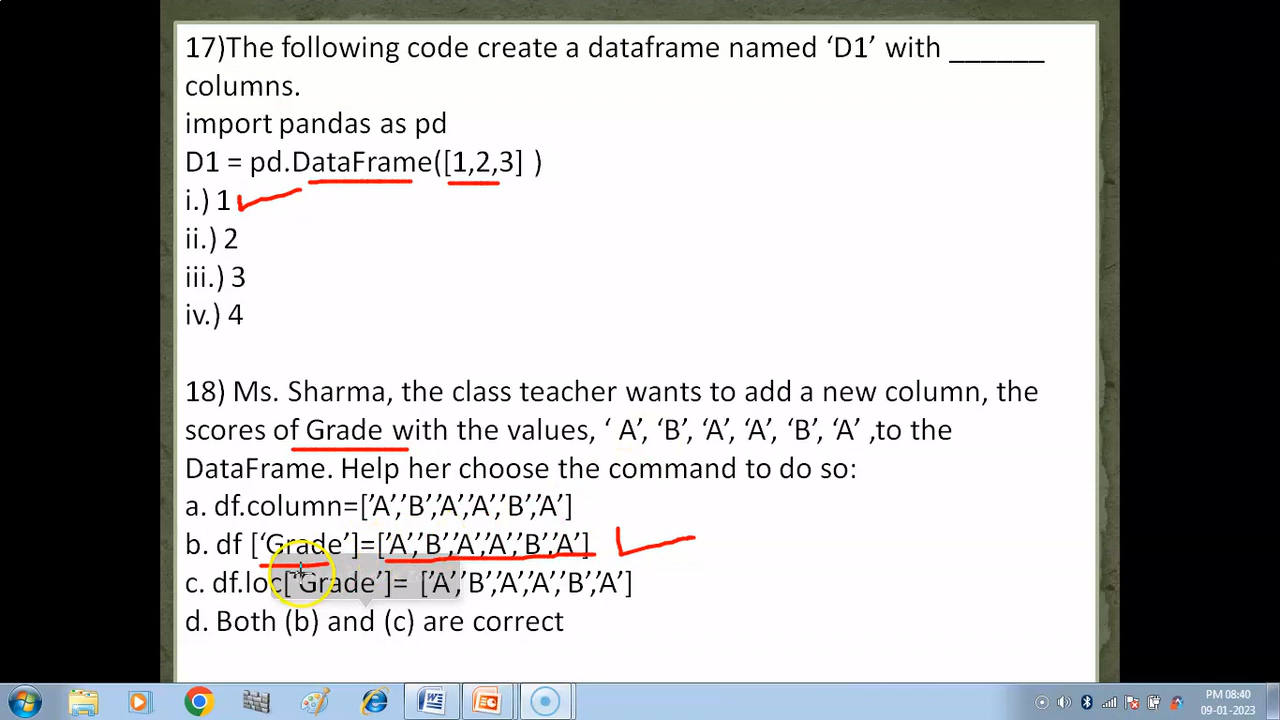 17)The following code create a dataframe named ‘D1’ with ______
columns.
import pandas as pd
D1 = pd.DataFrame([1,2,3] )
i.) 1
ii.) 2
iii.) 3
iv.) 4
18) Ms. Sharma, the class teacher wants to add a new column, the
scores of Grade with the values, ‘ A’, ‘B’, ‘A’, ‘A’, ‘B’, ‘A’ ,to the
DataFrame. Help her choose the command to do so:
a. df.column=[’A’,’B’,’A’,’A’,’B’,’A’]
b. df [‘Grade’]=[’A’,’B’,’A’,’A’,’B’,’A’]
c. df.loc[‘Grade’]= [’A’,’B’,’A’,’A’,’B’,’A’]
d. Both (b) and (c) are correct
PM 08:40
09-01-2023